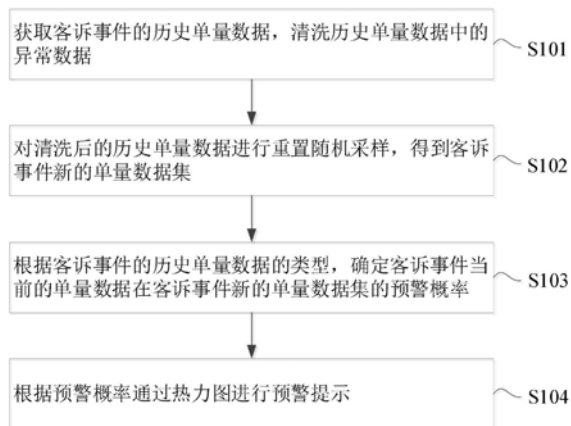 获取客诉事件的历史单量数据，清洗历史单量数据中的
异常数据
S101
对清洗后的历史单量数据进行重置随机采样，得到客诉
事件新的单量数据集
S102
根据客诉事件的历史单量数据的类型，确定客诉事件当
前的单量数据在客诉事件新的单量数据集的预警概率
S103
根据预警概率通过热力图进行预警提示
S104